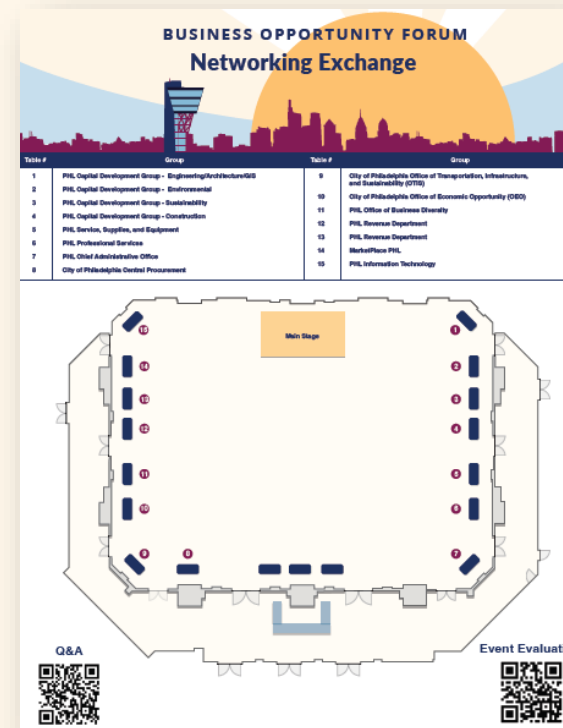 BUSINESS OPPORTUNITY FORUM
Networking Exchange
Table # Group Table # Group
1 PHL Capital Development Group - Engineering/Architecture/GIS
2 PHL Capital Development Group - Environmental
3 PHL Capital Development Group - Sustainability
4 PHL Capital Development Group - Construction
5 PHL Service, Supplies, and Equipment
6 PHL Professional Services
7 PHL Chief Administrative Office
8 City of Philadelphia Central Procurement
9 City of Philadelphia Office of Transportation, Infrastructure,
and Sustainability (OTIS)
10 City of Philadelphia Office of Economic Opportunity (OEO)
11 PHL Office of Business Diversity
12 PHL Revenue Department
13 PHL Revenue Department
14 MarketPlace PHL
15 PHL Information Technology
Main Stage
15
1
14
2
13
3
12
4
11
5
10
6
9
8
7
Q&A
Event Evaluati